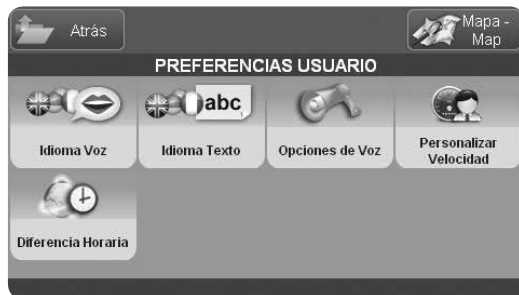 Atrás
Mapa -
Map
PREFERENCIAS USUARIO
abc
Idioma Voz
Idioma Texto
Opciones de Voz
Personalizar
Velocidad
Diferencia Horaria